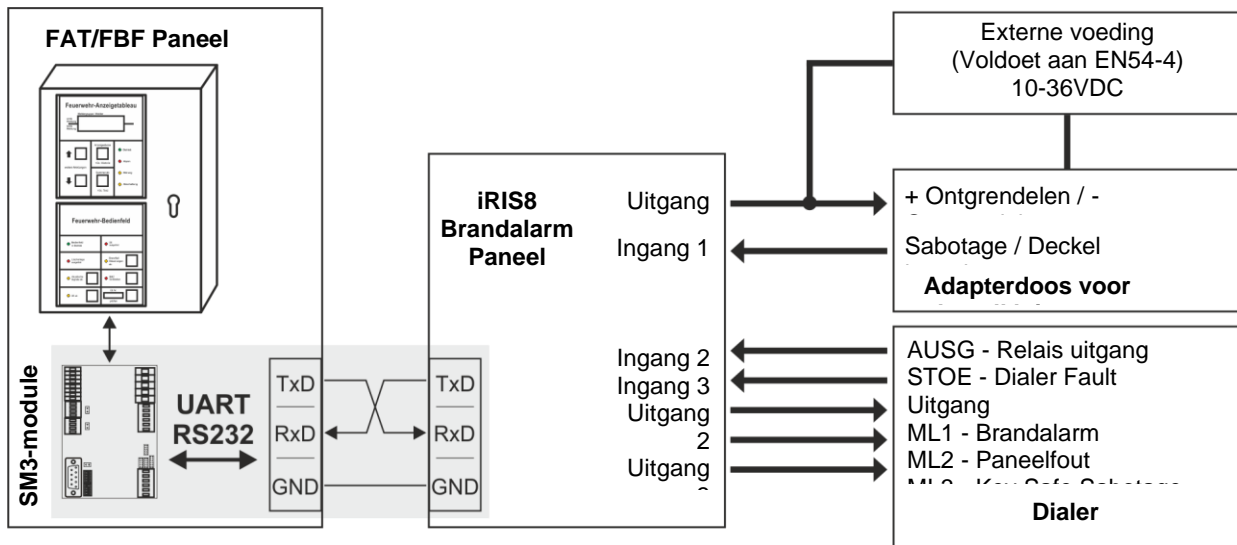 FAT/FBF Paneel
Feuerwehr-Anzeigetableau
Feuerwehr-Bedienfeld
SM3-module
UART
RS232
TxD
RxD
GND
TxD
RxD
GND
iRIS8
Brandalarm
Paneel
Uitgang
Ingang 1
Ingang 2
Ingang 3
Uitgang
2
Uitgang
Externe voeding
(Voldoet aan EN54-4)
10-36VDC
+ Ontgrendelen / -
Sabotage / Deckel
Adapterdoos voor
AUSG - Relais uitgang
STOE - Dialer Fault
Uitgang
ML1 - Brandalarm
ML2 - Paneelfout
Dialer